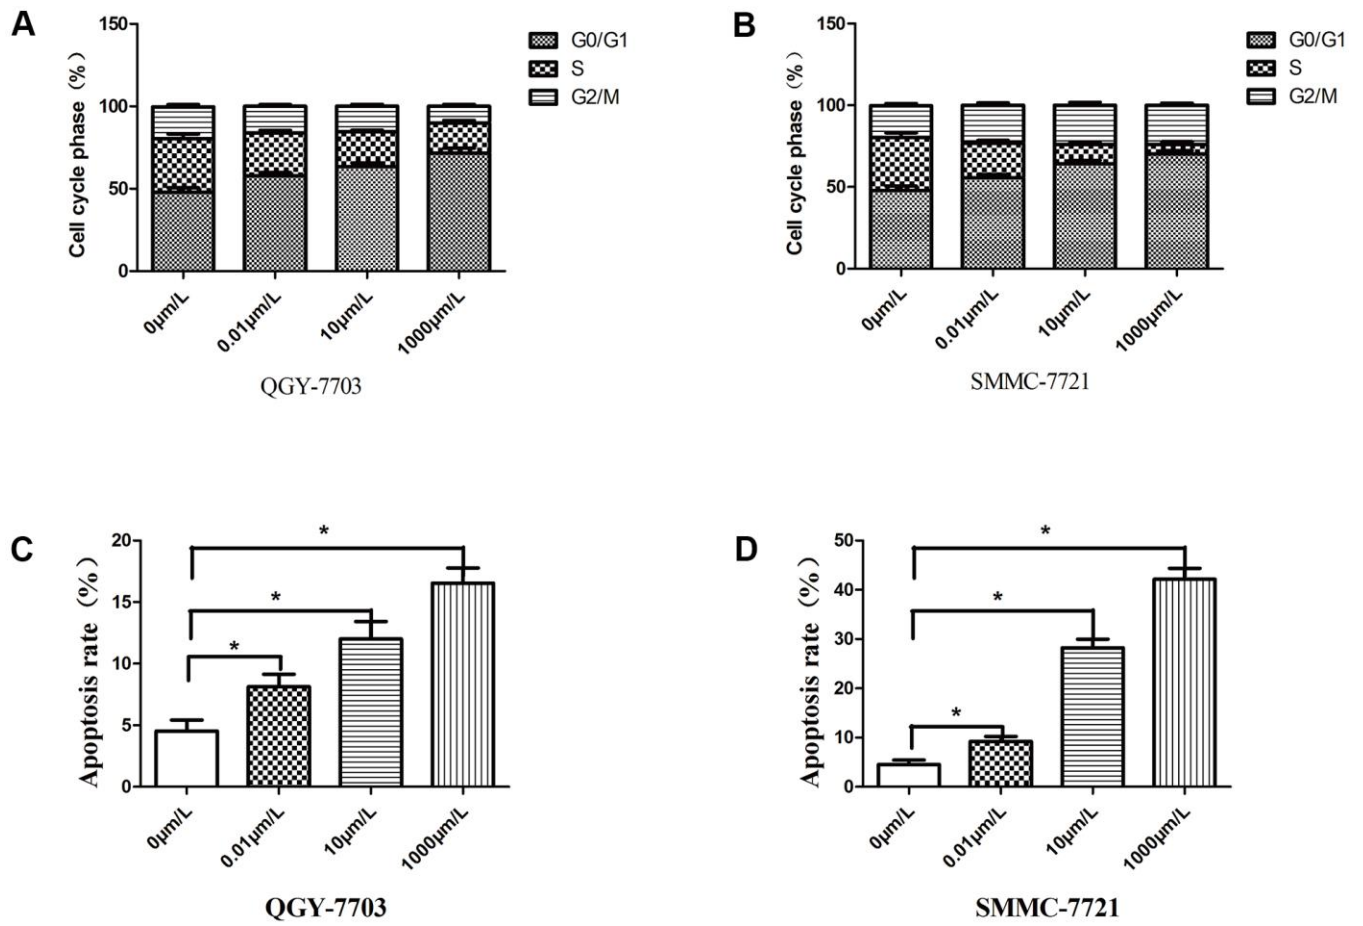 A
Cell cycle phase (%)
150
100
50
0
0µm/L
0.01µm/L
10µm/L
1000µm/L
QGY-7703
G0/G1
S
G2/M
B
Cell cycle phase (%)
150
100
50
0
0µm/L
0.01µm/L
10µm/L
1000µm/L
SMMC-7721
G0/G1
S
G2/M
C
Apoptosis rate (%)
20
15
10
5
0
*
*
*
0µm/L
0.01µm/L
10µm/L
1000µm/L
QGY-7703
D
Apoptosis rate (%)
50
40
30
20
10
0
*
*
*
0µm/L
0.01µm/L
10µm/L
1000µm/L
SMMC-7721